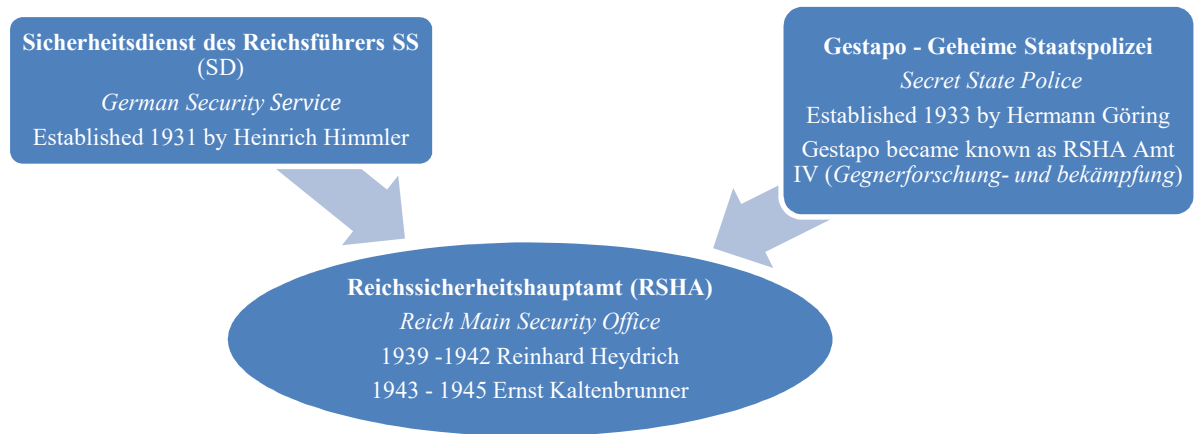 Sicherheitsdienst des Reichsführers SS
(SD)
German Security Service
Established 1931 by Heinrich Himmler
Gestapo - Geheime Staatspolizei
Secret State Police
Established 1933 by Hermann Göring
Gestapo became known as RSHA Amt
IV (Gegnerforschung- und bekämpfung)
Reichssicherheitshauptamt (RSHA)
Reich Main Security Office
1939 -1942 Reinhard Heydrich
1943 - 1945 Ernst Kaltenbrunner